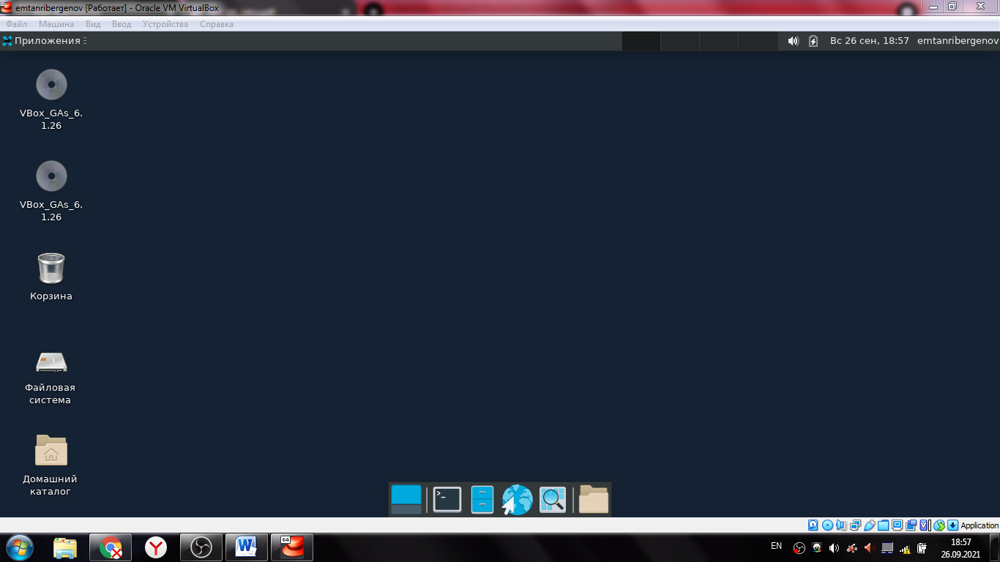 emtanribergenov [Работает] - Oracle VM VirtualBox
Файл Машина Вид Ввод Устройства Справка
Приложения Вс 26 сен, 18:57 emtanribergenov
VBox_GAs_6.
1.26
VBox_GAs_6.
1.26
Корзина
Файловая
система
Домашний
каталог
Application
EN 18:57
26.09.2021
64